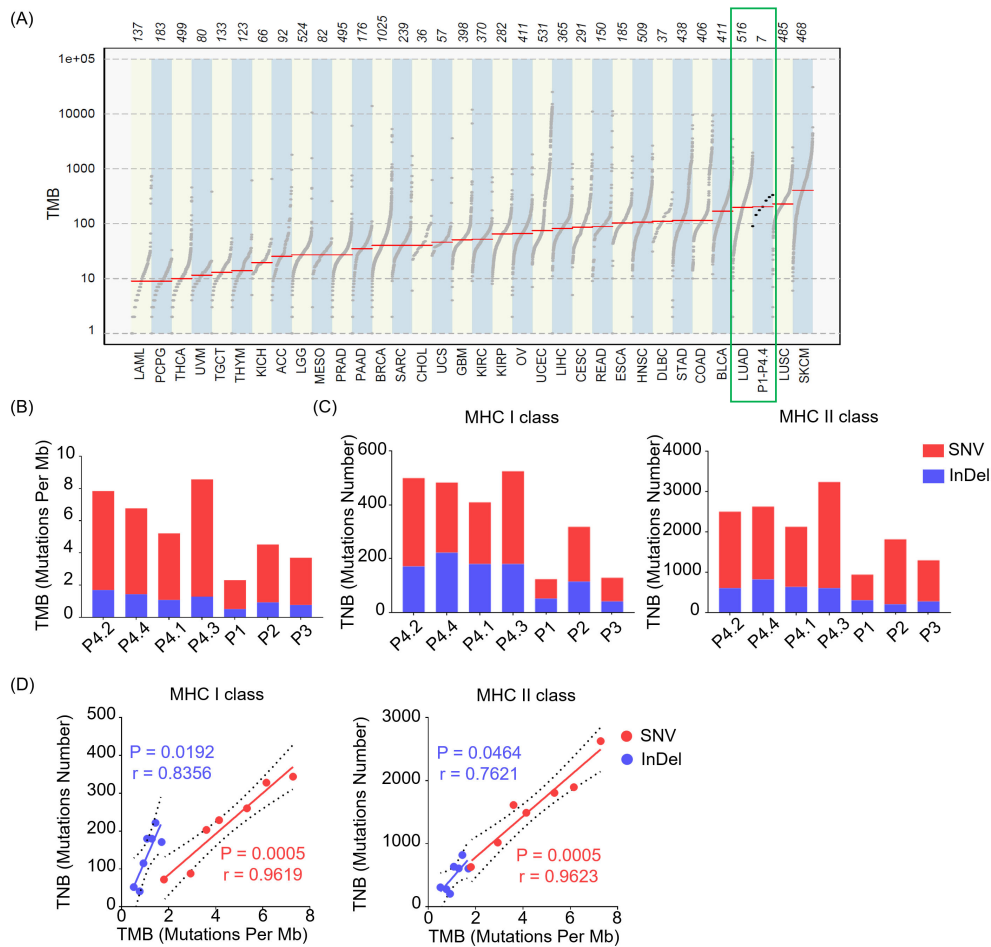 (A)
137 183 499 80 133 123 66 92 524 82 495 176 1025 239 36 57 398 370 282 411 531 365 291 150 185 509 37 438 406 411 516 7 485 468
TMB
1e+05
10000
1000
100
10
1
LAML PCPG THCA UVM TGCT THYM KICH ACC LGG MESO PRAD PAAD BRCA SARC CHOL UCS GBM KIRC KIRP OV UCEC LIHC CESC READ ESCA HNSC DLBC STAD COAD BLCA LUAD P1-P4.4 LUSC SKCM
(B)
TMB (Mutations Per Mb)
10
8
6
4
2
0
P4.2 P4.4 P4.1 P4.3 P1 P2 P3
(C)
MHC I class
TNB (Mutations Number)
600
400
200
0
P4.2 P4.4 P4.1 P4.3 P1 P2 P3
MHC II class
TNB (Mutations Number)
4000
3000
2000
1000
0
P4.2 P4.4 P4.1 P4.3 P1 P2 P3
SNV
InDel
(D)
MHC I class
TNB (Mutations Number)
500
400
300
200
100
0
P = 0.0192
r = 0.8356
P = 0.0005
r = 0.9619
0 2 4 6 8
TMB (Mutations Per Mb)
MHC II class
TNB (Mutations Number)
3000
2000
1000
0
P = 0.0464
r = 0.7621
P = 0.0005
r = 0.9623
0 2 4 6 8
TMB (Mutations Per Mb)
SNV
InDel